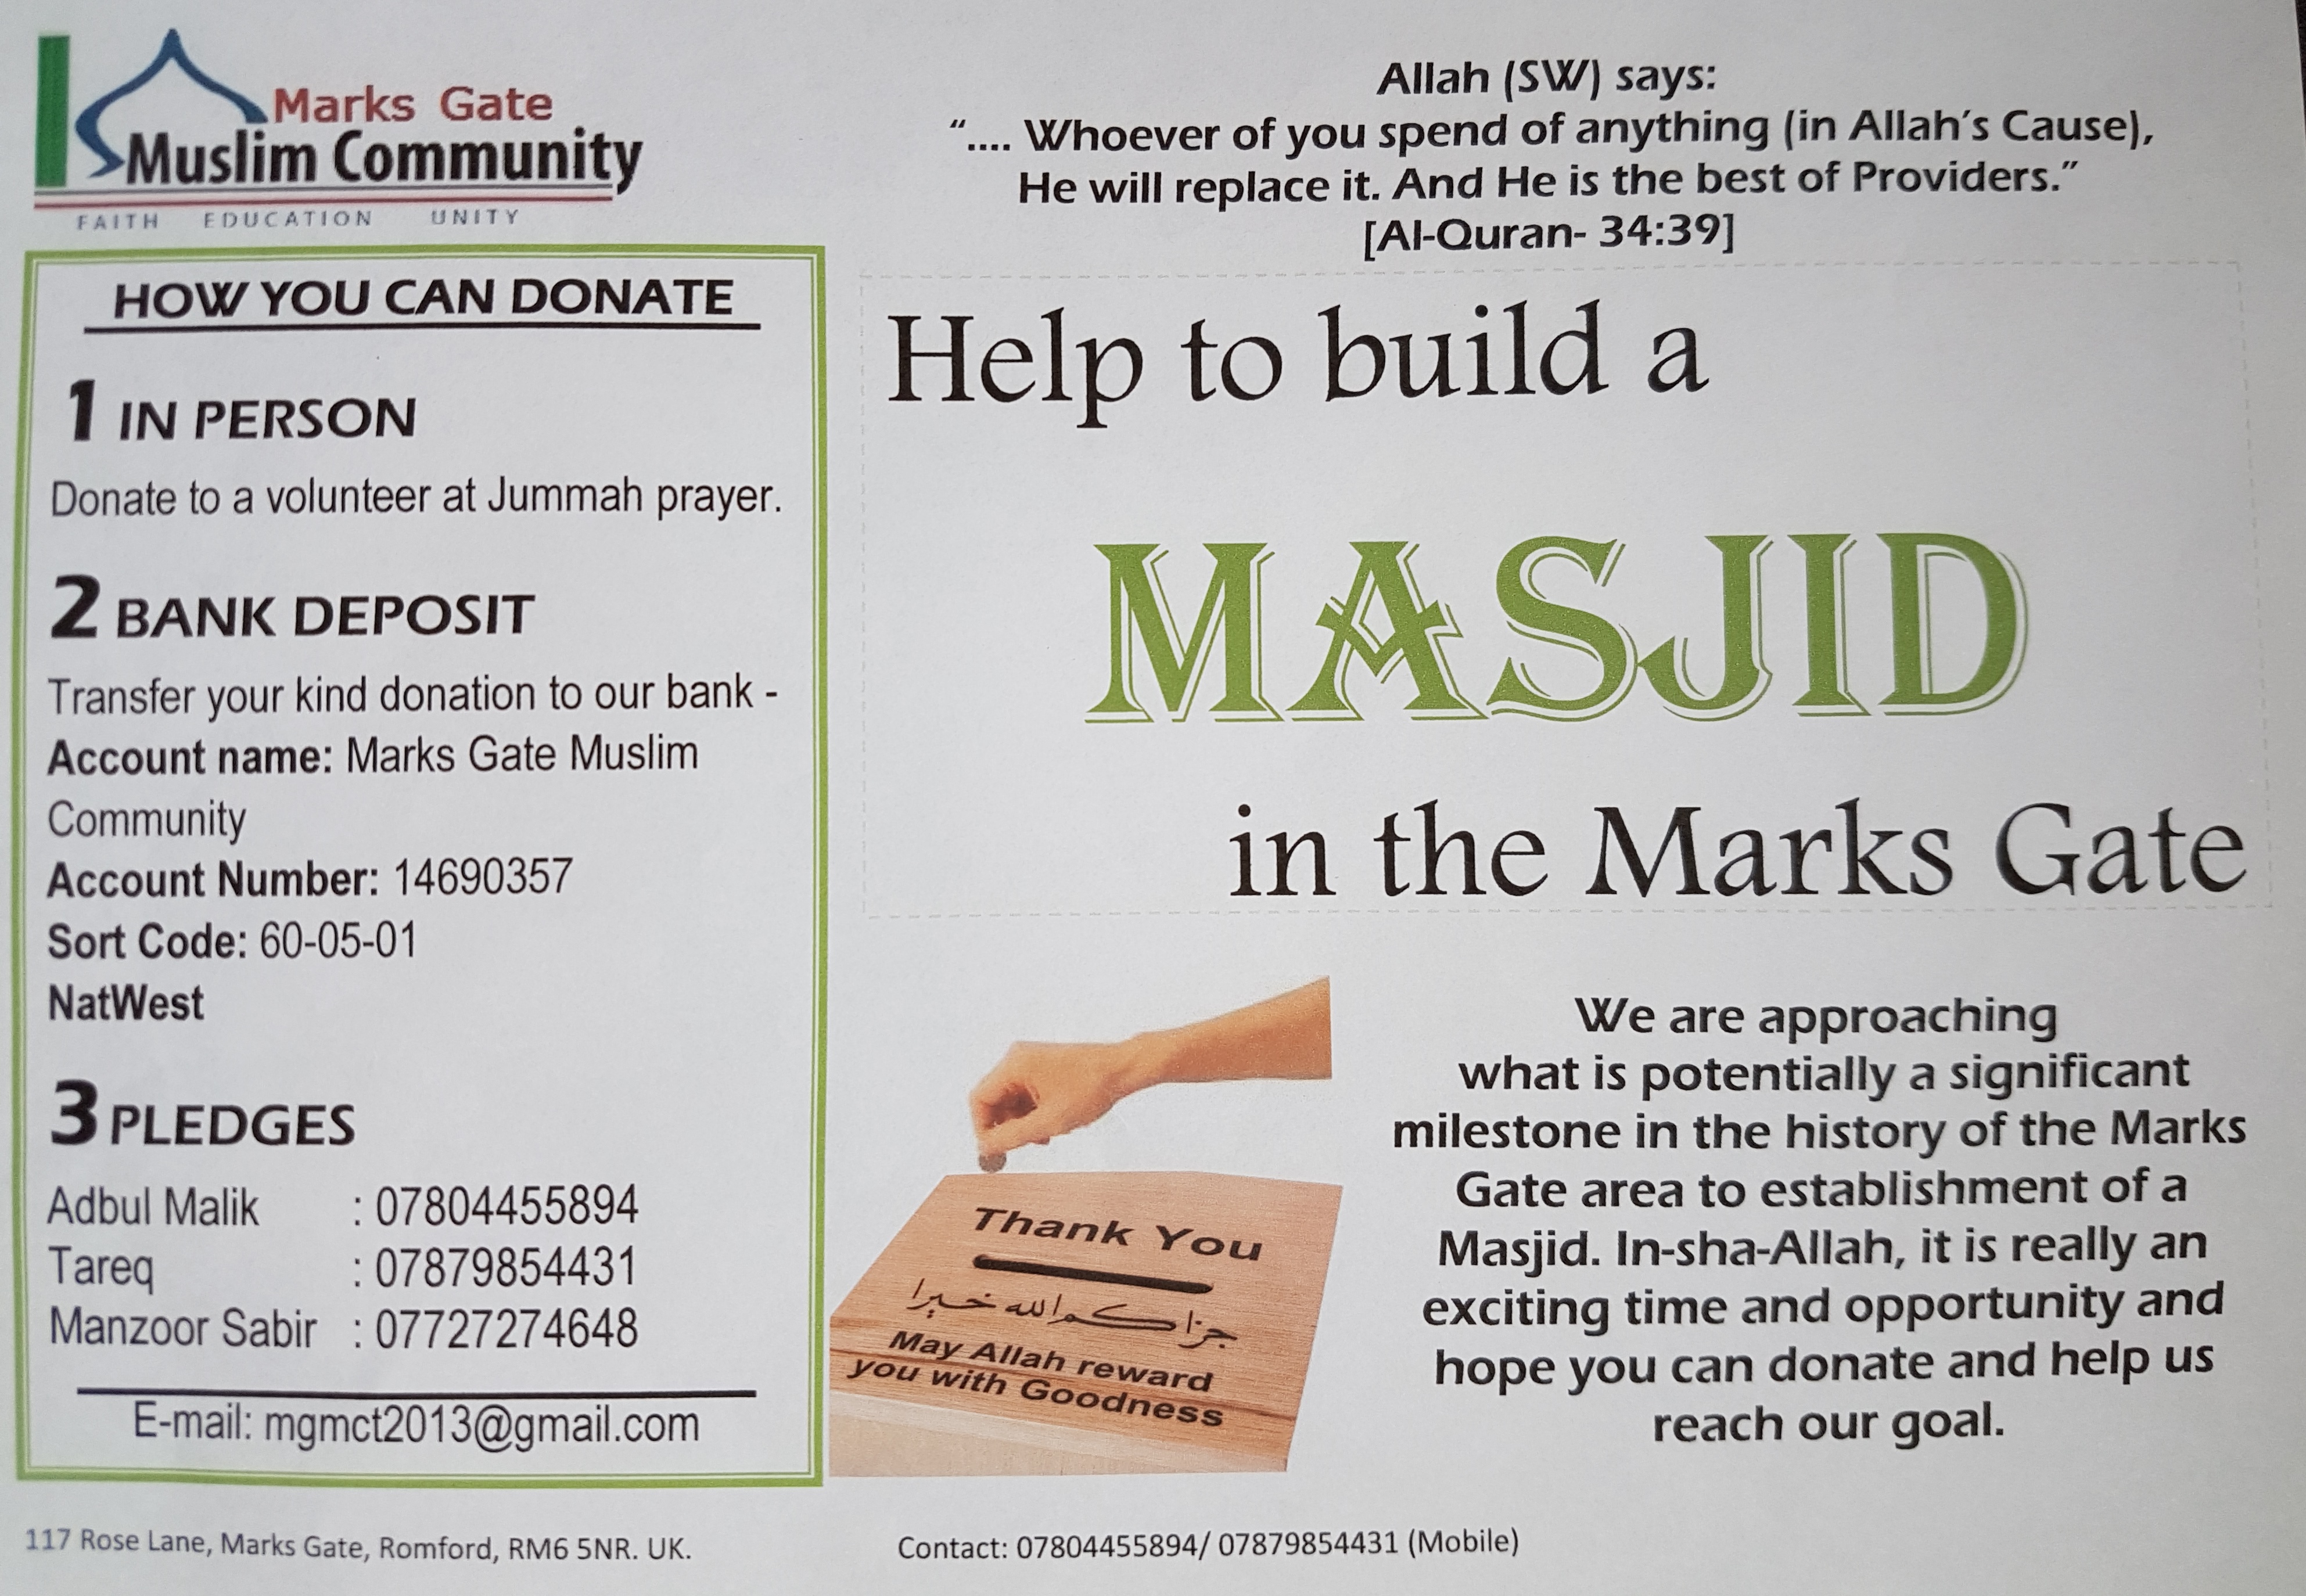 Marks Gate
Muslim Community
FAITH EDUCATION UNITY
Allah (SW) says:
“.... Whoever of you spend of anything (in Allah’s Cause),
He will replace it. And He is the best of Providers.”
[Al-Quran- 34:39]
HOW YOU CAN DONATE
1 IN PERSON
Donate to a volunteer at Jummah prayer.
2 BANK DEPOSIT
Transfer your kind donation to our bank -
Account name: Marks Gate Muslim
Community
Account Number: 14690357
Sort Code: 60-05-01
NatWest
3 PLEDGES
Adbul Malik : 07804455894
Tareq : 07879854431
Manzoor Sabir : 07727274648
E-mail: mgmct2013@gmail.com
Help to build a
MASJID
in the Marks Gate
Thank You
جزاكم الله خيرا
May Allah reward
you with Goodness
We are approaching
what is potentially a significant
milestone in the history of the Marks
Gate area to establishment of a
Masjid. In-sha-Allah, it is really an
exciting time and opportunity and
hope you can donate and help us
reach our goal.
117 Rose Lane, Marks Gate, Romford, RM6 5NR. UK.
Contact: 07804455894/ 07879854431 (Mobile)